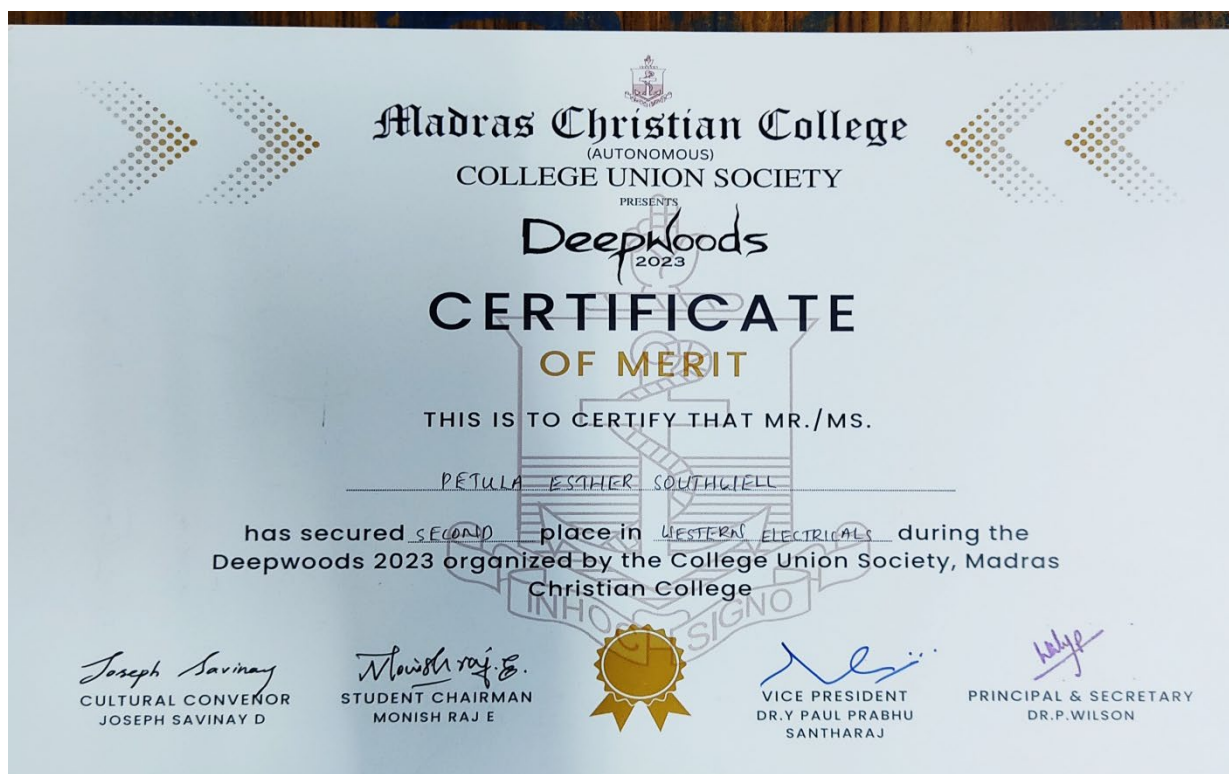 Madras Christian College
(AUTONOMOUS)
COLLEGE UNION SOCIETY
PRESENTS
Deepwoods
2023
CERTIFICATE
OF MERIT
THIS IS TO CERTIFY THAT MR./MS.
PETULA ESTHER SOUTHWELL
has secured SECOND place in WESTERN ELECTRICALS during the
Deepwoods 2023 organized by the College Union Society, Madras
Christian College
IN HOC SIGNO
Joseph Savinay
CULTURAL CONVENOR
JOSEPH SAVINAY D
Monish raj. E.
STUDENT CHAIRMAN
MONISH RAJ E
VICE PRESIDENT
DR.Y PAUL PRABHU
SANTHARAJ
PRINCIPAL & SECRETARY
DR.P.WILSON